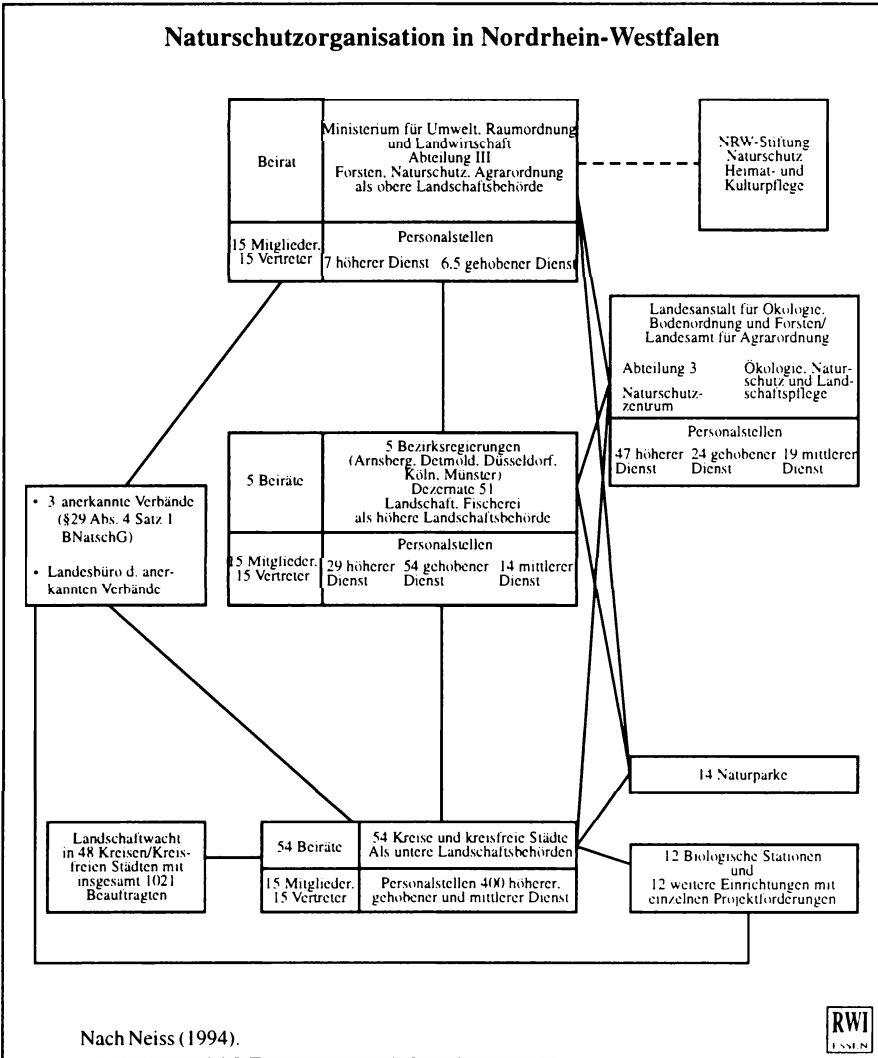 Naturschutzorganisation in Nordrhein-Westfalen
Beirat
Ministerium für Umwelt, Raumordnung
und Landwirtschaft
Abteilung III
Forsten, Naturschutz, Agrarordnung
als obere Landschaftsbehörde
15 Mitglieder,
15 Vertreter
Personalstellen
7 höherer Dienst 6.5 gehobener Dienst
NRW-Stiftung
Naturschutz
Heimat- und
Kulturpflege
Landesanstalt für Ökologie,
Bodenordnung und Forsten/
Landesamt für Agrarordnung
Abteilung 3
Naturschutz-
zentrum
Ökologie, Natur-
schutz und Land-
schaftspflege
Personalstellen
47 höherer 24 gehobener 19 mittlerer
Dienst Dienst Dienst
5 Beiräte
5 Bezirksregierungen
(Arnsberg, Detmold, Düsseldorf,
Köln, Münster)
Dezernate 51
Landschaft, Fischerei
als höhere Landschaftsbehörde
15 Mitglieder,
15 Vertreter
Personalstellen
29 höherer 54 gehobener 14 mittlerer
Dienst Dienst Dienst
• 3 anerkannte Verbände
(§29 Abs. 4 Satz 1
BNatschG)
• Landesbüro d. aner-
kannten Verbände
14 Naturparke
Landschaftwacht
in 48 Kreisen/Kreis-
freien Städten mit
insgesamt 1021
Beauftragten
54 Beiräte
54 Kreise und kreisfreie Städte
Als untere Landschaftsbehörden
15 Mitglieder,
15 Vertreter
Personalstellen 400 höherer,
gehobener und mittlerer Dienst
12 Biologische Stationen
und
12 weitere Einrichtungen mit
einzelnen Projektförderungen
Nach Neiss (1994).
RWI
ESSEN